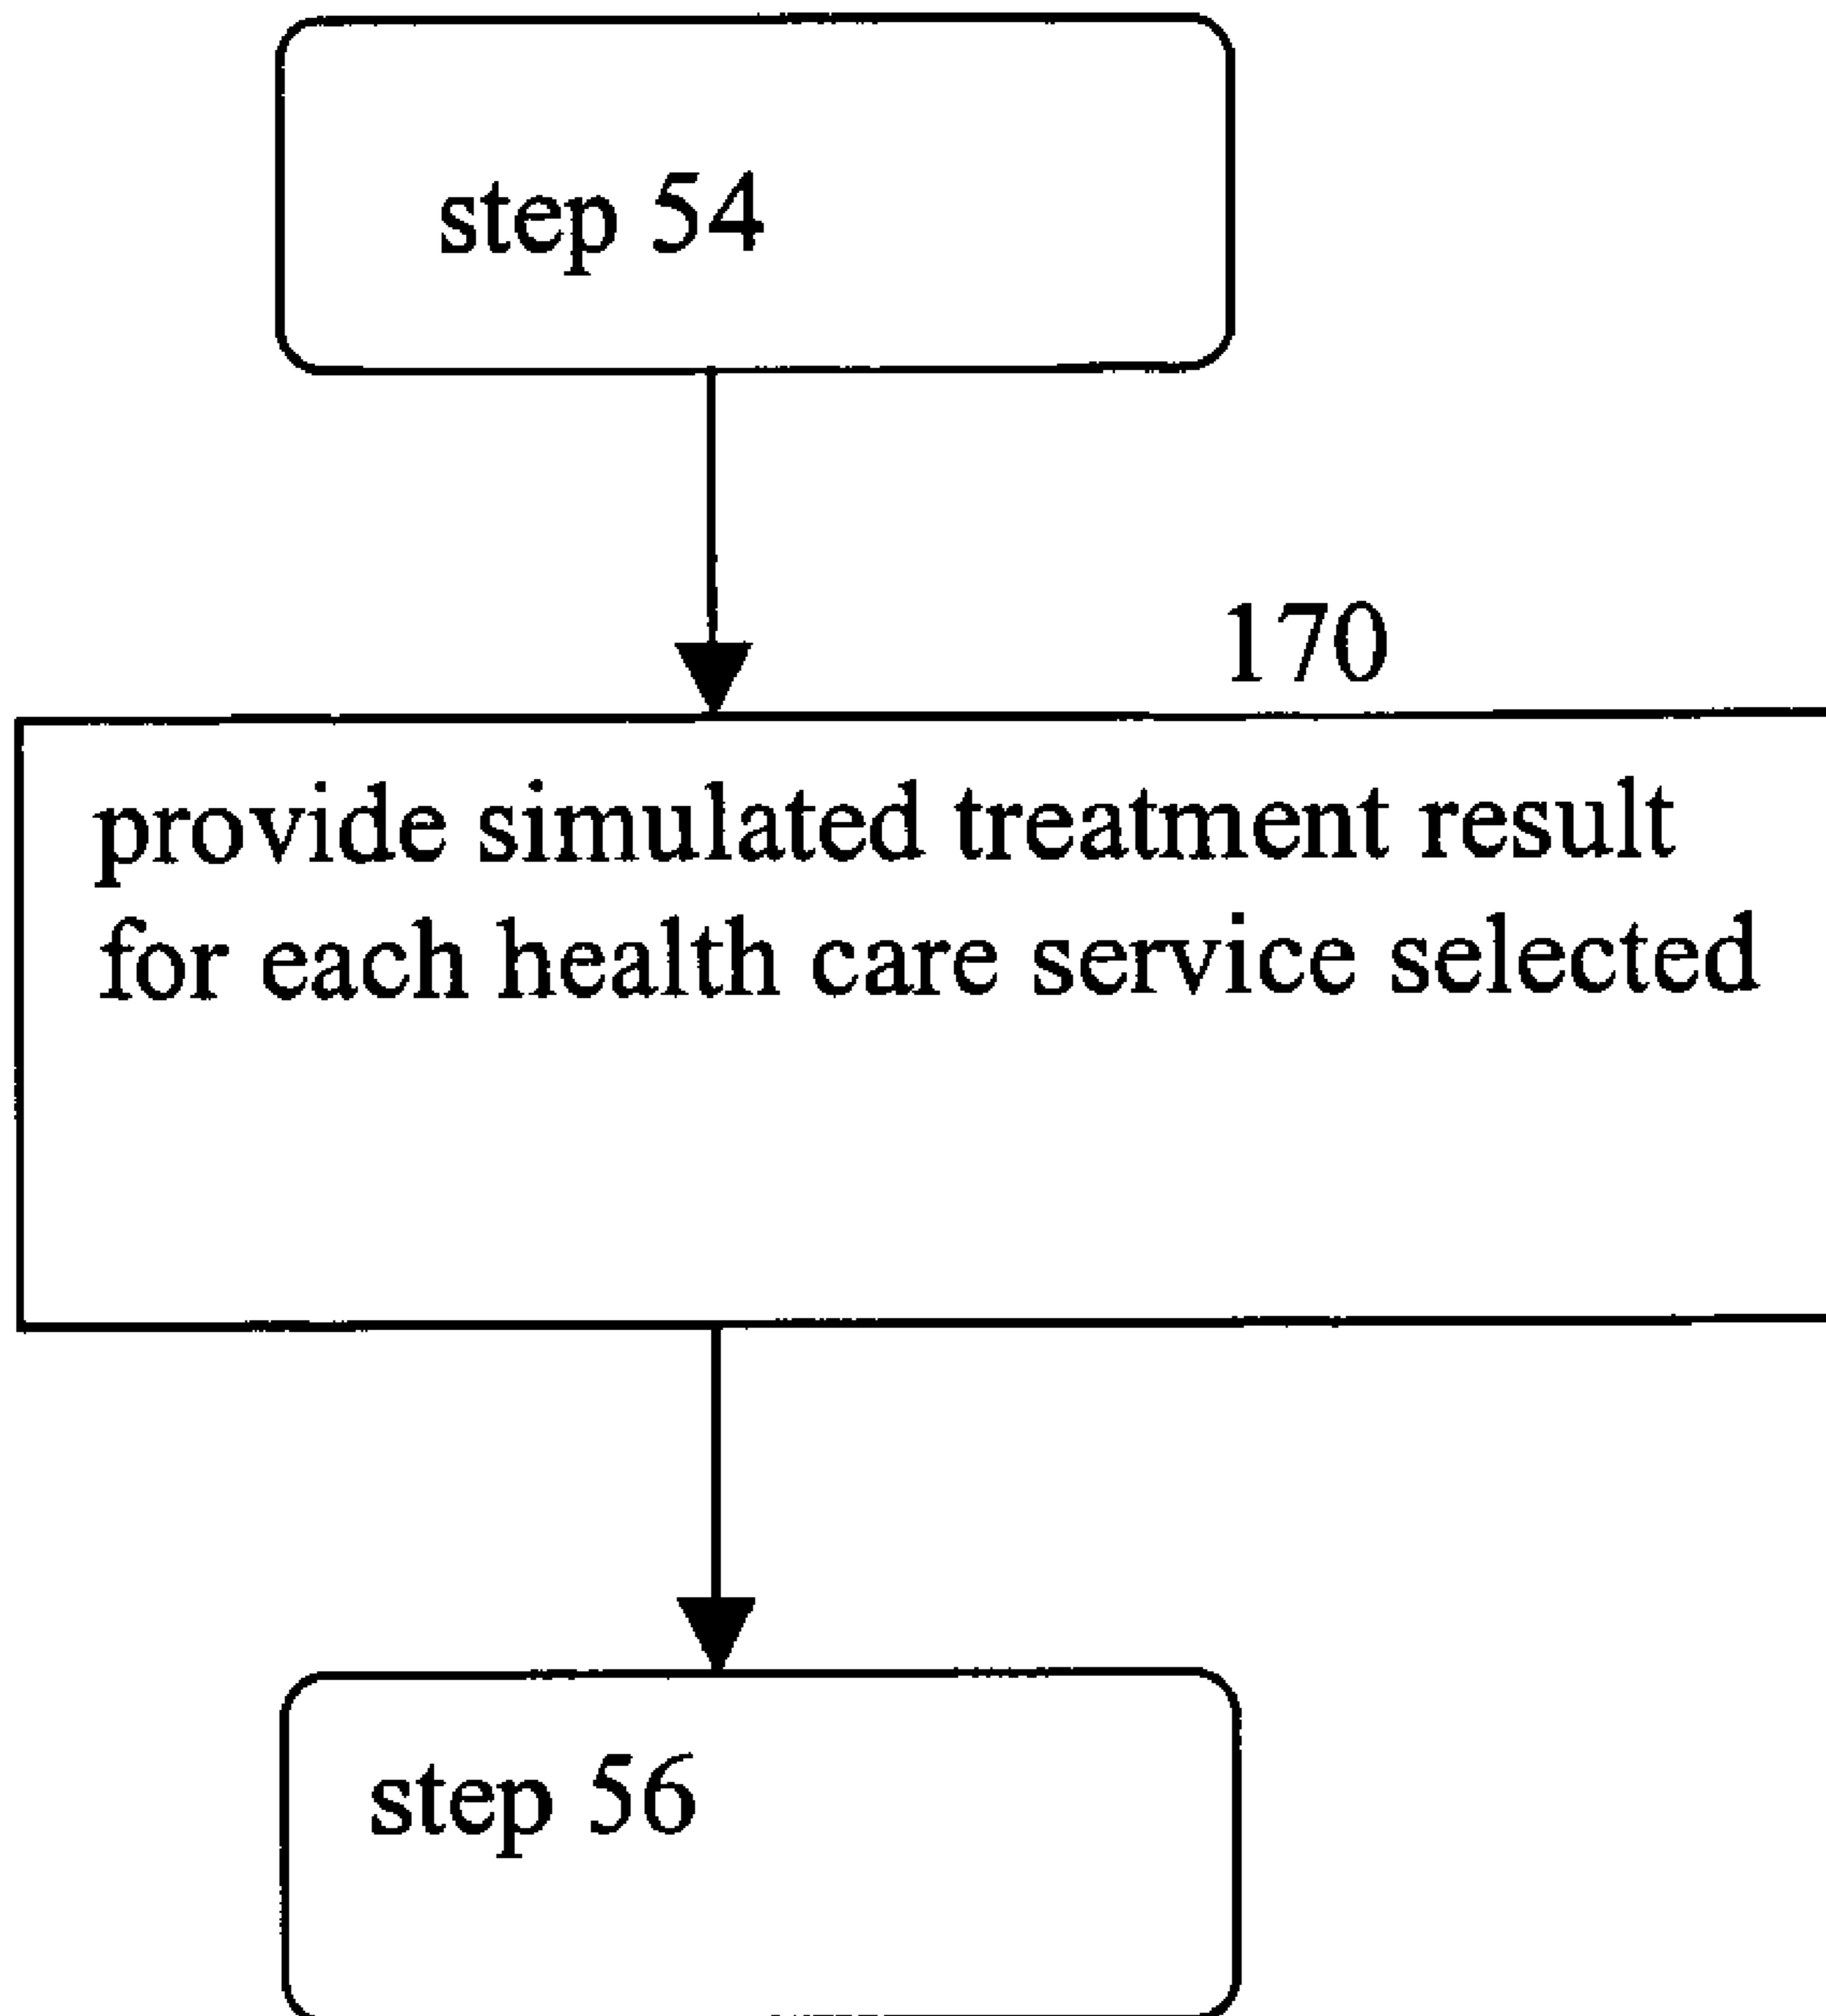 step 54
170
provide simulated treatment result
for each health care service selected
step 56